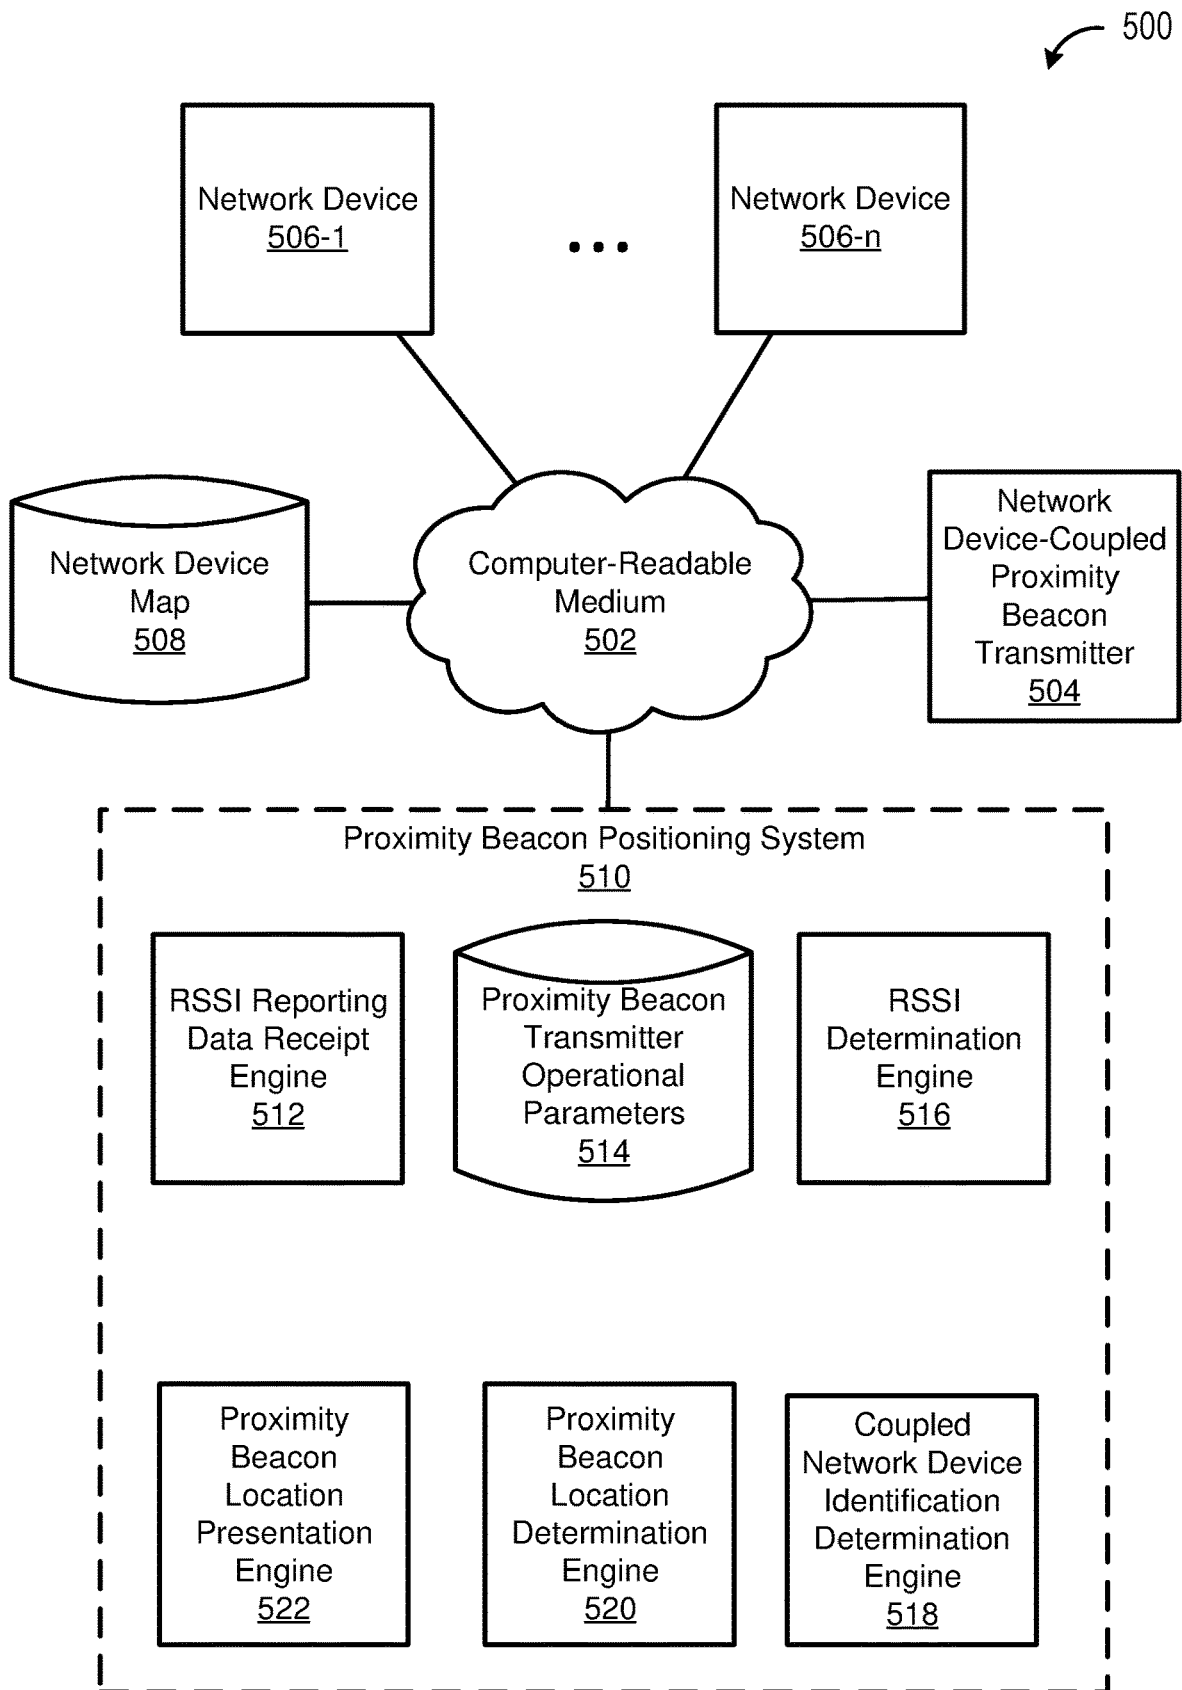 500
Network Device
506-1
...
Network Device
506-n
Network Device
Map
508
Computer-Readable
Medium
502
Network
Device-Coupled
Proximity
Beacon
Transmitter
504
Proximity Beacon Positioning System
510
RSSI Reporting
Data Receipt
Engine
512
Proximity Beacon
Transmitter
Operational
Parameters
514
RSSI
Determination
Engine
516
Proximity
Beacon
Location
Presentation
Engine
522
Proximity
Beacon
Location
Determination
Engine
520
Coupled
Network Device
Identification
Determination
Engine
518